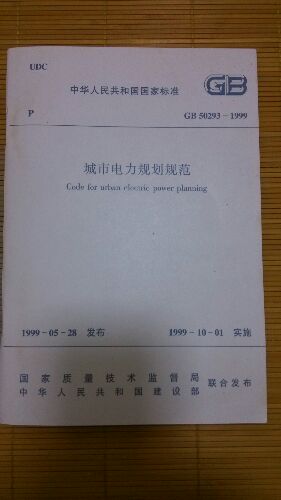 UDC
中华人民共和国国家标准
GB
P
GB 50293-1999
城市电力规划规范
Code for urban electric power planning
1999-05-28 发布
1999-10-01 实施
国家质量技术监督局
中华人民共和国建设部
联合发布